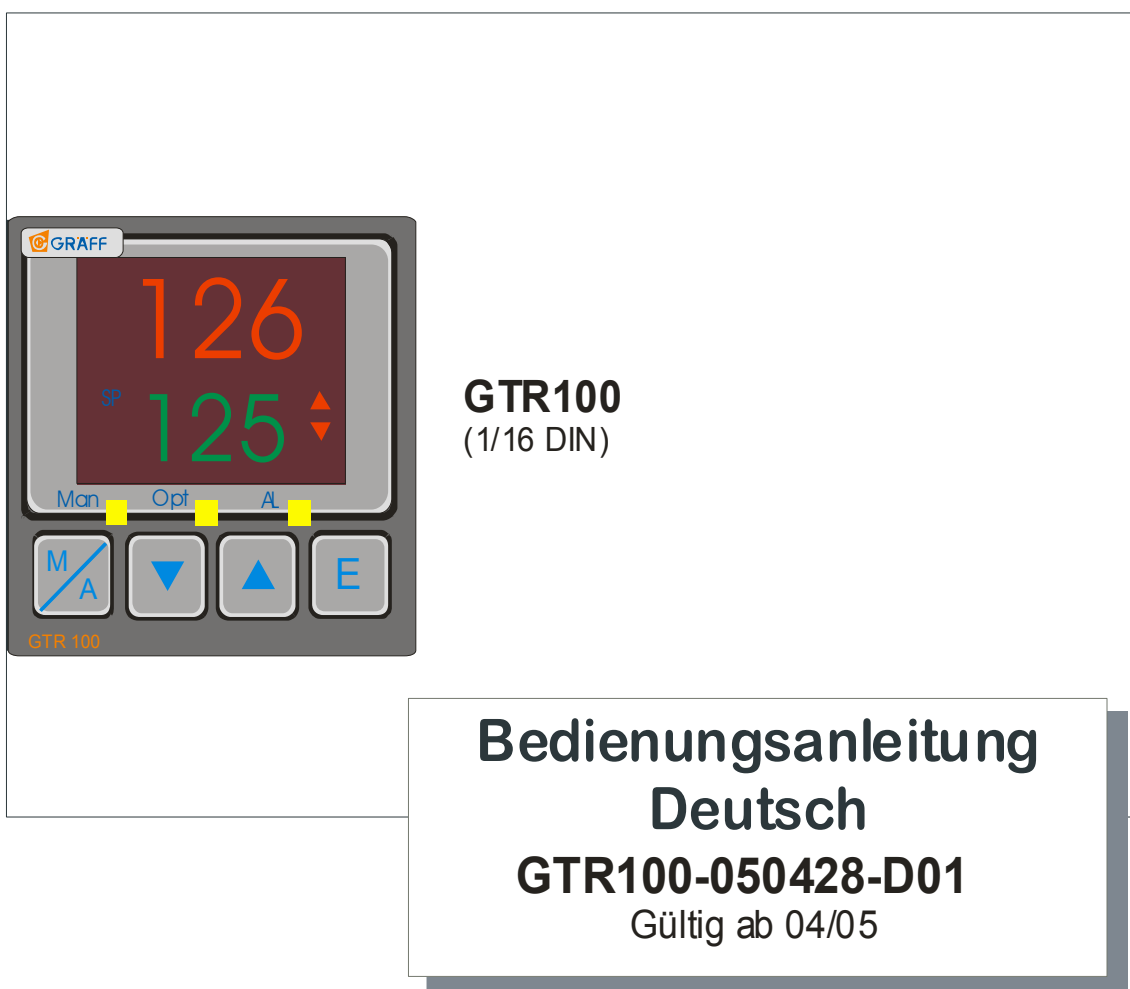 GRÄFF
126
SP 125
Man Opt AL
M/A E
GTR 100
GTR100
(1/16 DIN)
Bedienungsanleitung
Deutsch
GTR100-050428-D01
Gültig ab 04/05